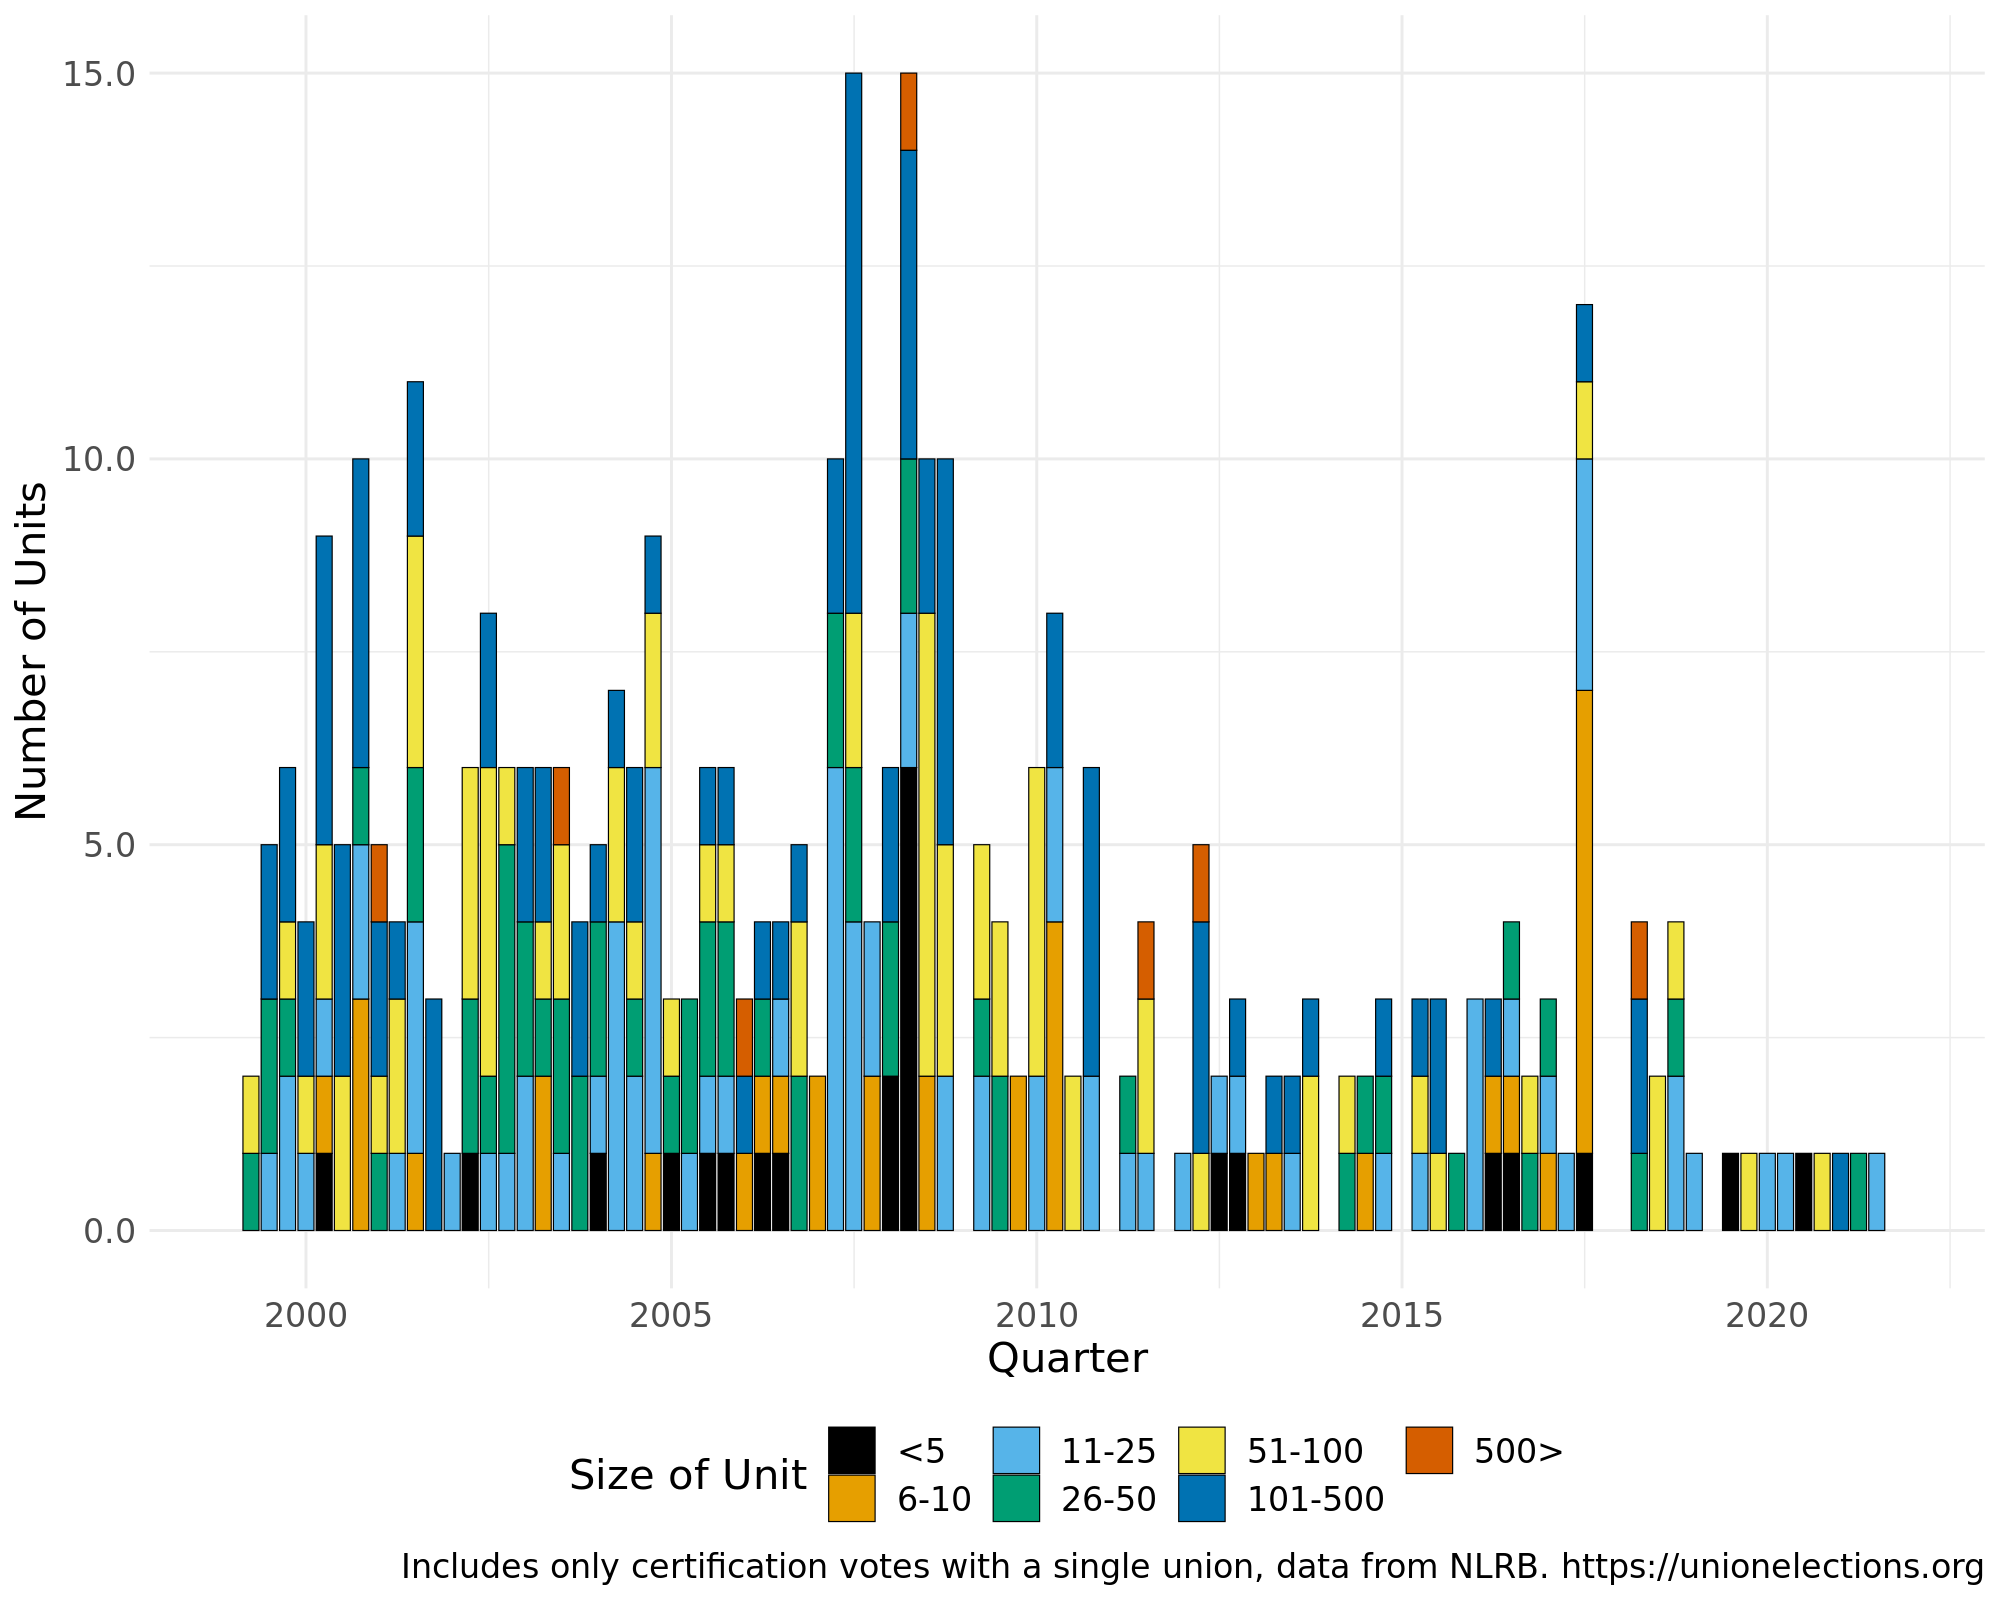 15.0
10.0
5.0
0.0
Number of Units
2000 2005 2010 2015 2020
Quarter
Size of Unit
<5 11-25 51-100 500>
6-10 26-50 101-500
Includes only certification votes with a single union, data from NLRB. https://unionelections.org